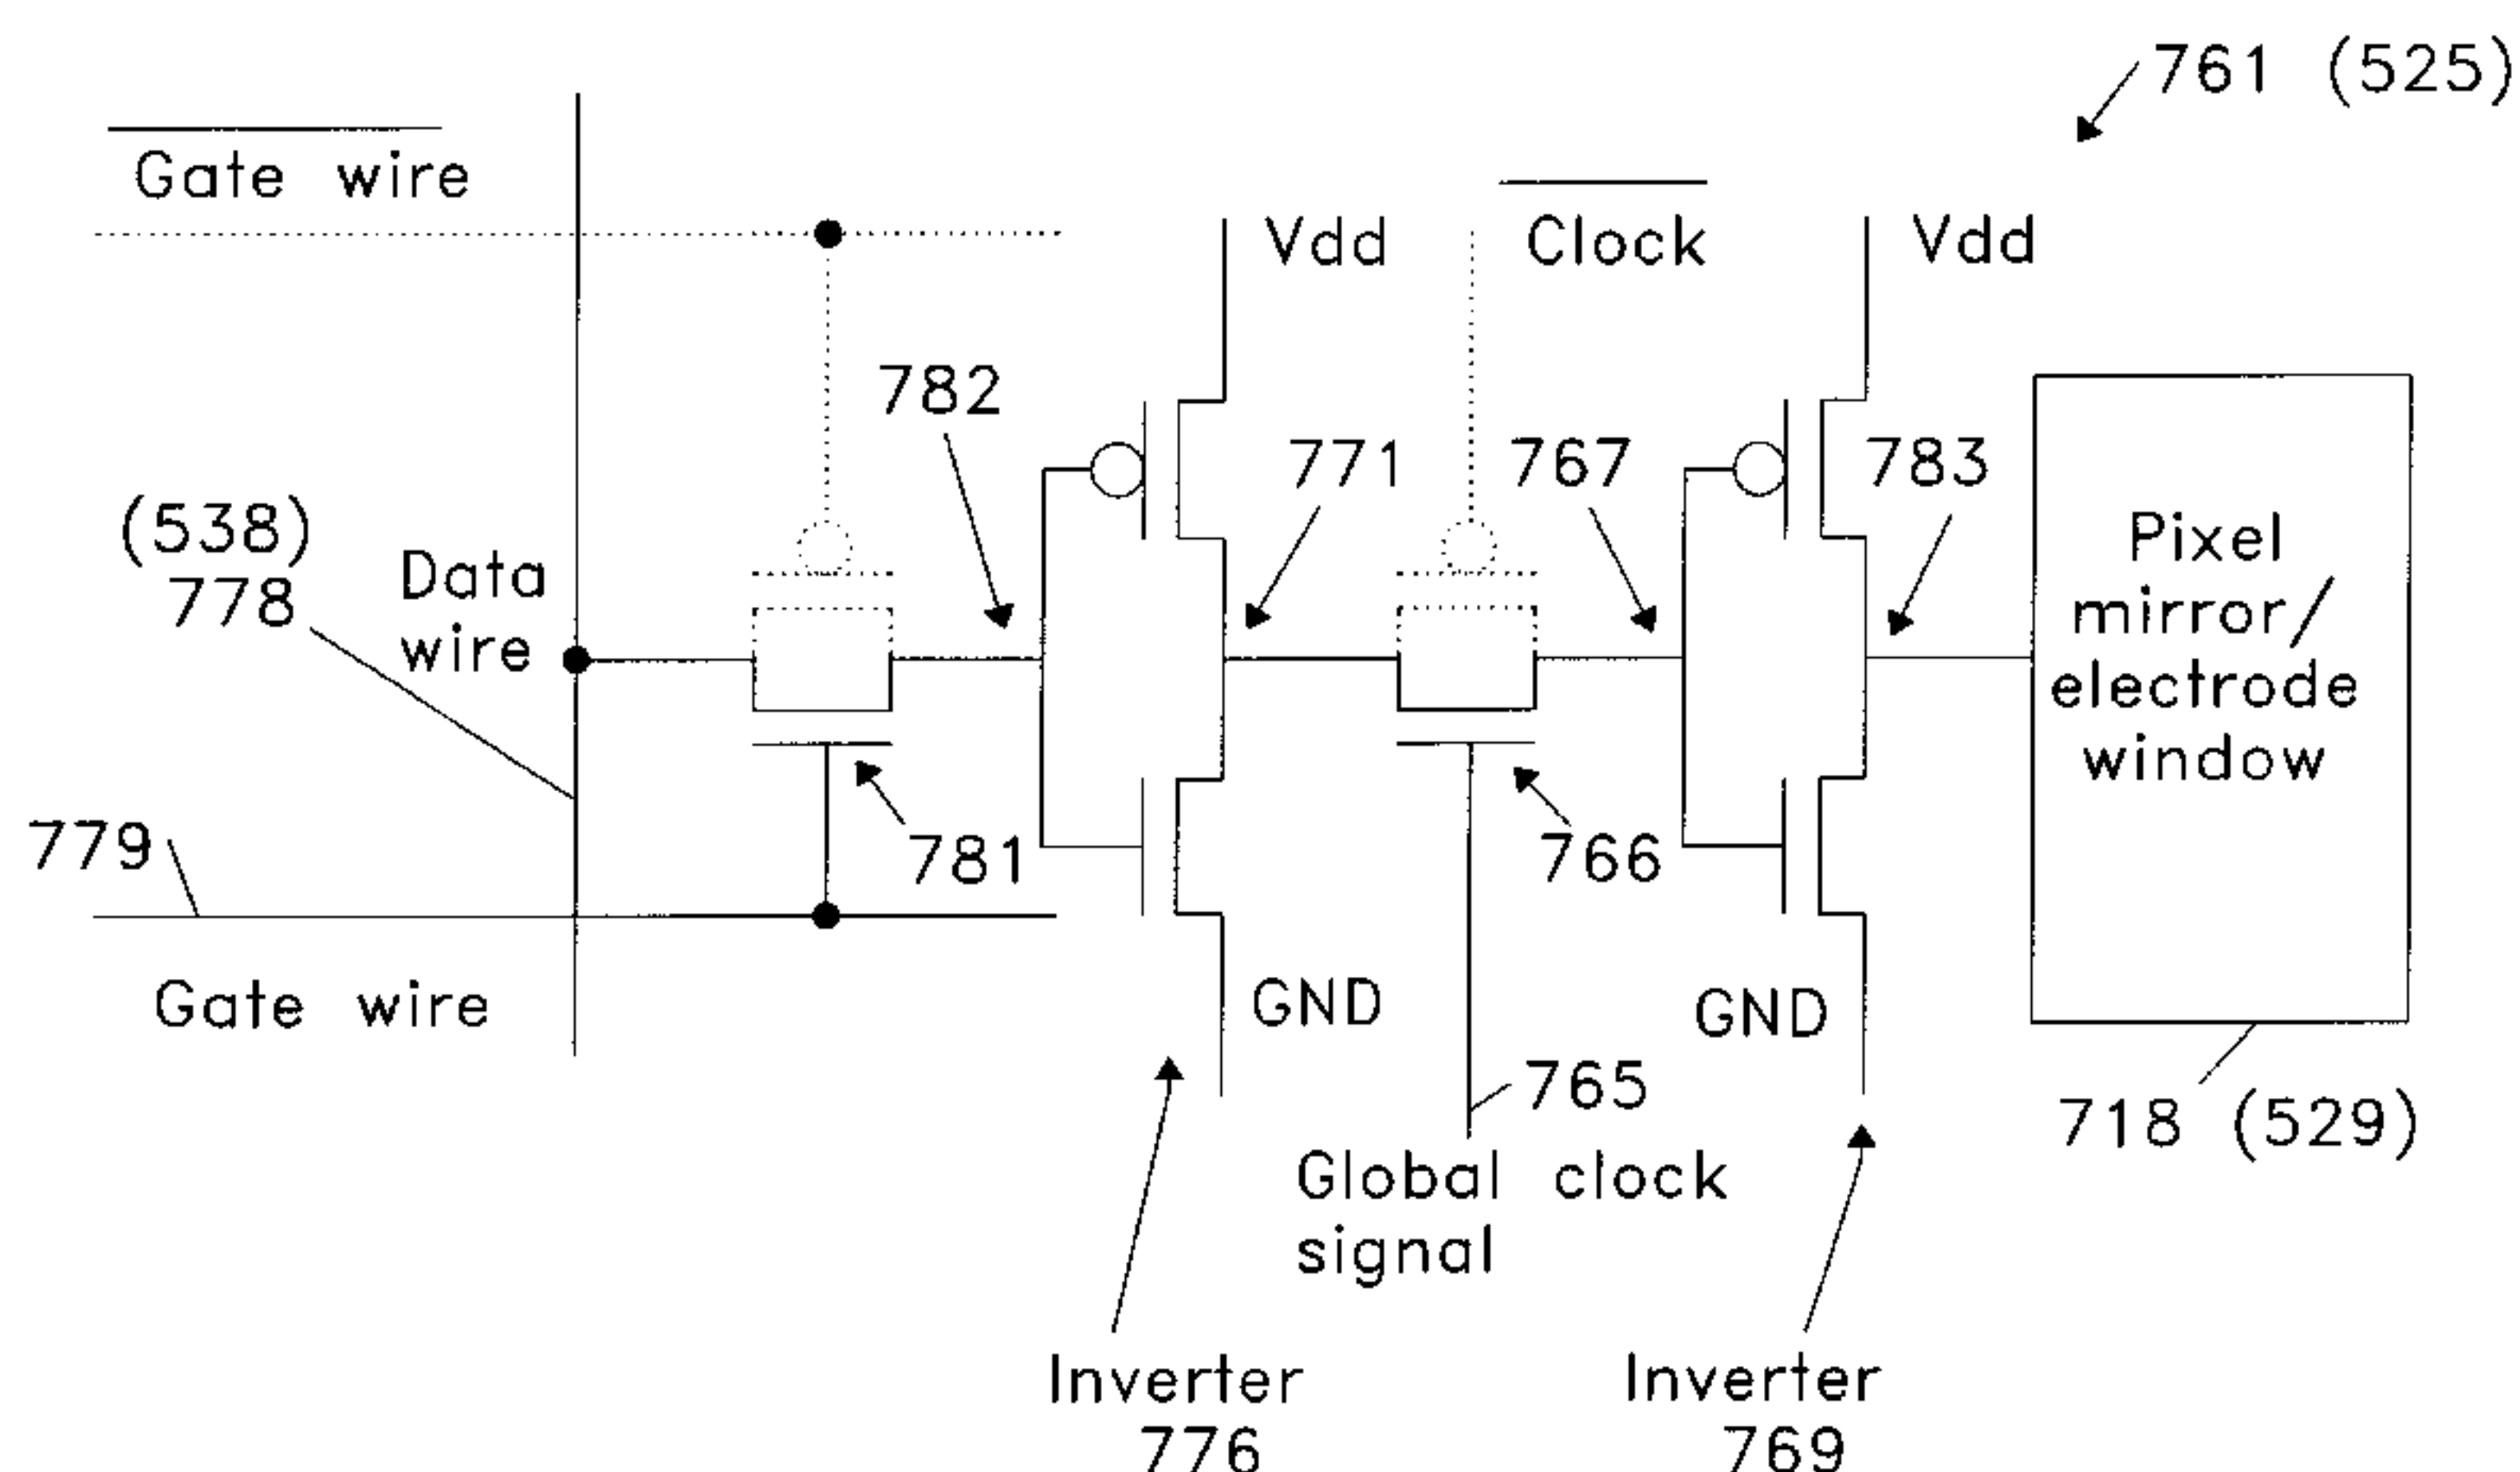 761 (525)
Gate wire
Vdd
Clock
Vdd
782
771
767
783
(538)
778
Data
wire
Pixel
mirror/
electrode
window
779
781
766
Gate wire
GND
GND
765
Global clock
signal
718 (529)
Inverter
776
Inverter
769